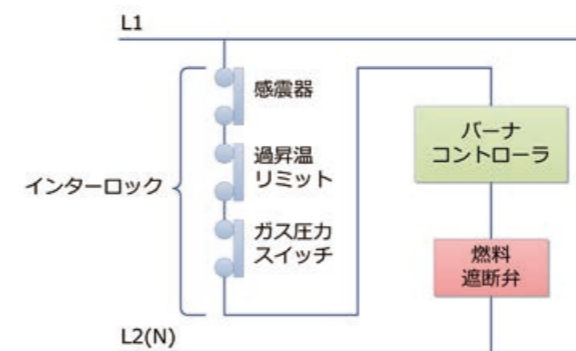 L1
感震器
過昇温
リミット
ガス圧力
スイッチ
インターロック
バーナ
コントローラ
燃料
遮断弁
L2(N)